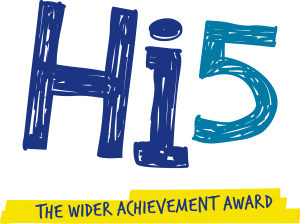 Hi5
THE WIDER ACHIEVEMENT AWARD